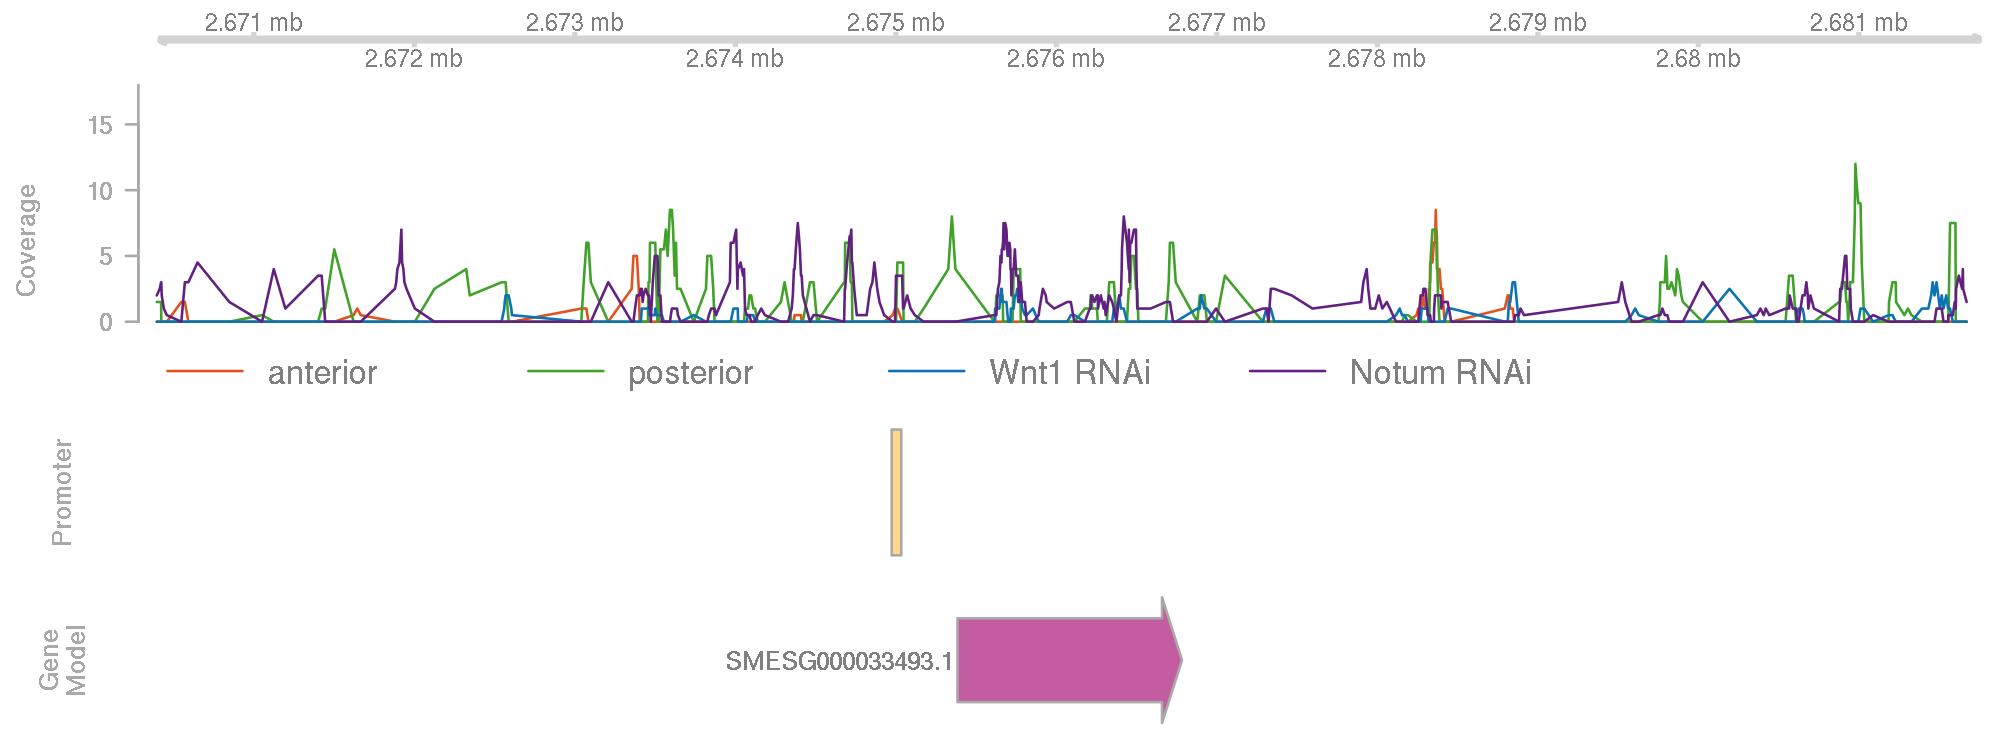 2.671 mb 2.673 mb 2.675 mb 2.677 mb 2.679 mb 2.681 mb
2.672 mb 2.674 mb 2.676 mb 2.678 mb 2.68 mb
Coverage
15
10
5
0
anterior posterior Wnt1 RNAi Notum RNAi
Promoter
Gene
Model
SMESG000033493.1